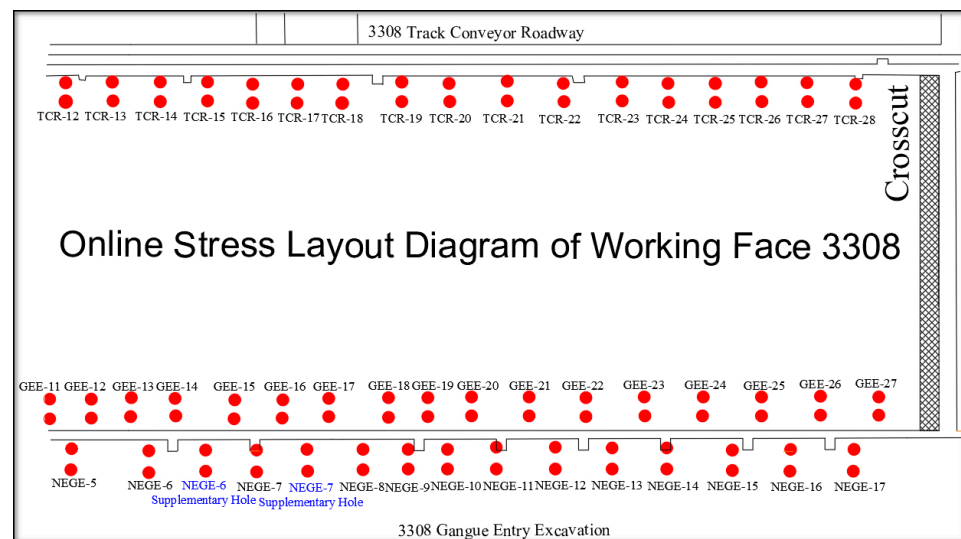 3308 Track Conveyor Roadway
TCR-12 TCR-13 TCR-14 TCR-15 TCR-16 TCR-17 TCR-18 TCR-19 TCR-20 TCR-21 TCR-22 TCR-23 TCR-24 TCR-25 TCR-26 TCR-27 TCR-28
Crosscut
Online Stress Layout Diagram of Working Face 3308
GEE-11 GEE-12 GEE-13 GEE-14 GEE-15 GEE-16 GEE-17 GEE-18 GEE-19 GEE-20 GEE-21 GEE-22 GEE-23 GEE-24 GEE-25 GEE-26 GEE-27
NEGE-5 NEGE-6 NEGE-6 NEGE-7 NEGE-7 NEGE-8 NEGE-9 NEGE-10 NEGE-11 NEGE-12 NEGE-13 NEGE-14 NEGE-15 NEGE-16 NEGE-17
Supplementary Hole Supplementary Hole
3308 Gangue Entry Excavation